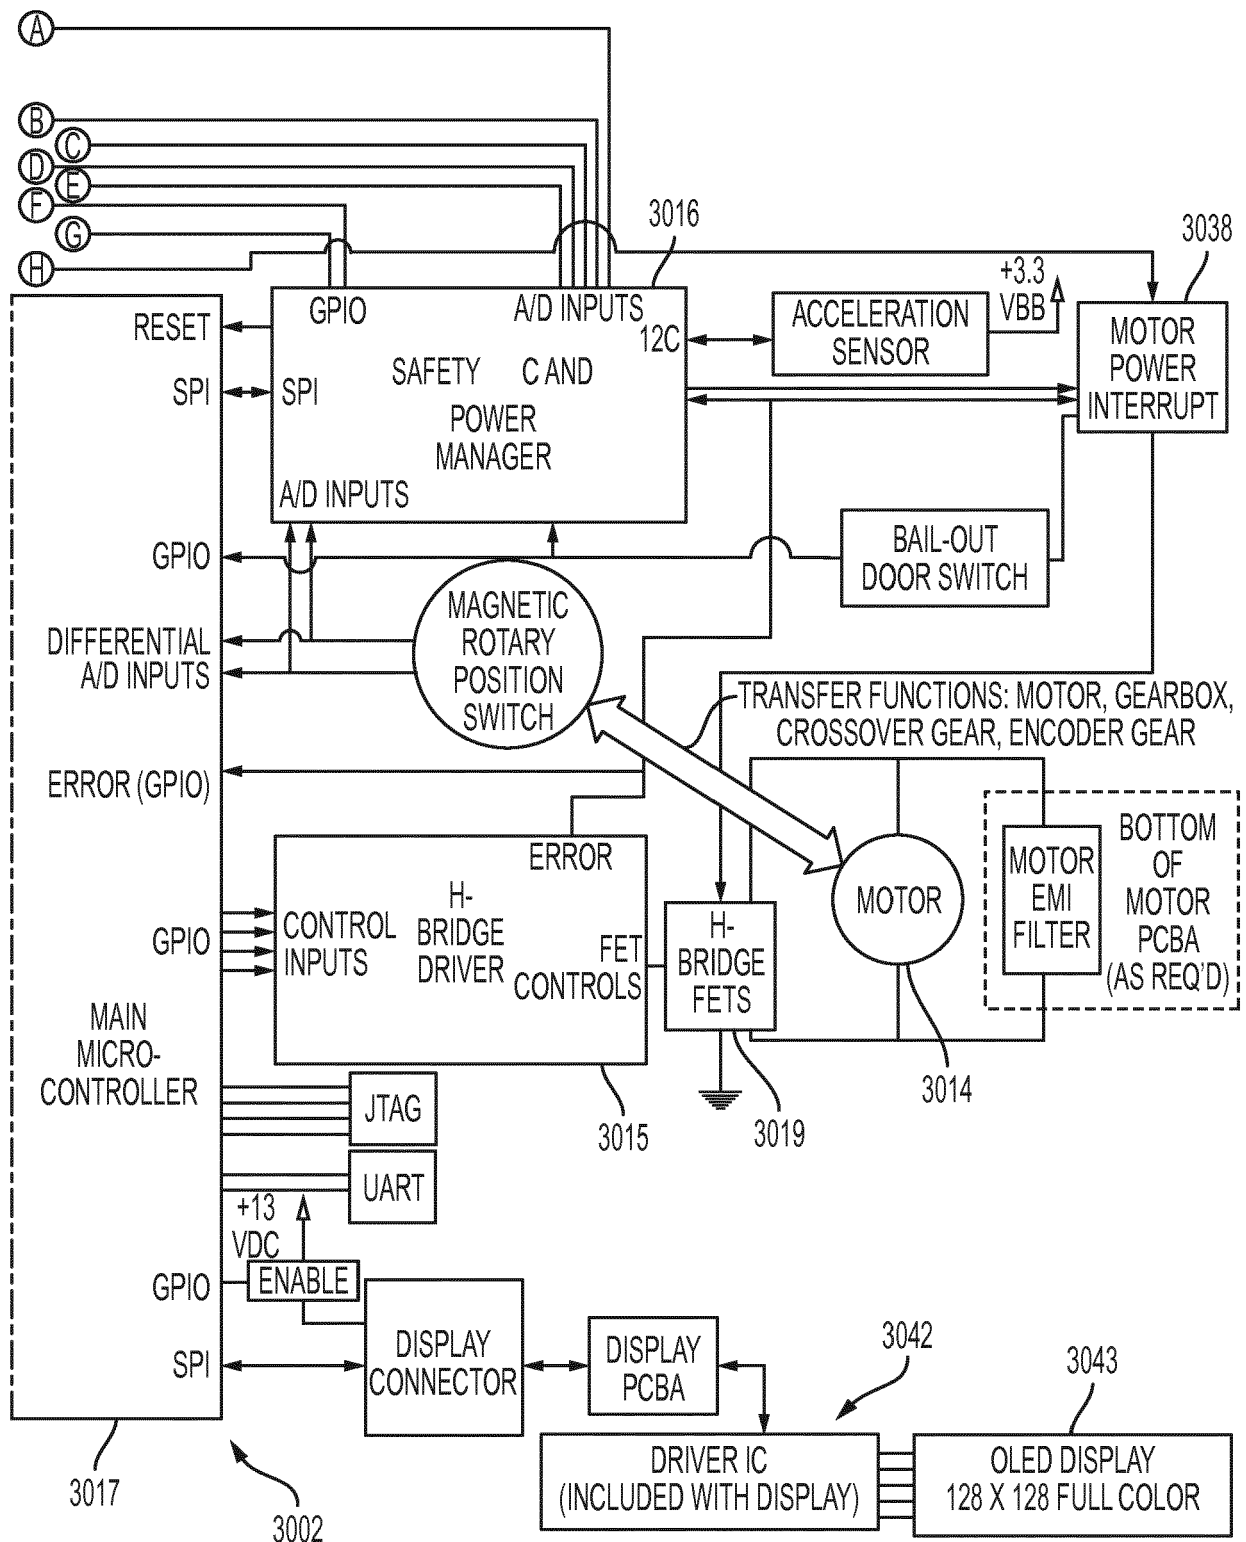 A
B
C
D
E
F
G
H
3016
3038
+3.3
VBB
GPIO
A/D INPUTS
RESET
12C
ACCELERATION
SENSOR
MOTOR
POWER
INTERRUPT
SPI
SPI
SAFETY C AND
POWER
MANAGER
A/D INPUTS
GPIO
BAIL-OUT
DOOR SWITCH
MAGNETIC
ROTARY
POSITION
SWITCH
DIFFERENTIAL
A/D INPUTS
TRANSFER FUNCTIONS: MOTOR, GEARBOX,
CROSSOVER GEAR, ENCODER GEAR
ERROR (GPIO)
ERROR
H-
BRIDGE
DRIVER
CONTROL
INPUTS
GPIO
FET
CONTROLS
H-
BRIDGE
FETS
MOTOR
MOTOR
EMI
FILTER
BOTTOM
OF
MOTOR
PCBA
(AS REQ'D)
MAIN
MICRO-
CONTROLLER
JTAG
3015
3019
3014
UART
+13
VDC
GPIO
ENABLE
SPI
DISPLAY
CONNECTOR
DISPLAY
PCBA
3042
3043
DRIVER IC
(INCLUDED WITH DISPLAY)
OLED DISPLAY
128 X 128 FULL COLOR
3017
3002